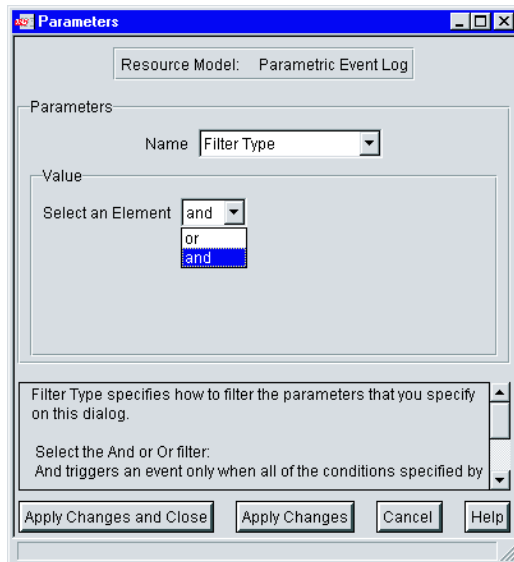 Parameters
Resource Model: Parametric Event Log
Parameters
Name Filter Type
Value
Select an Element and
or
and
Filter Type specifies how to filter the parameters that you specify
on this dialog.
Select the And or Or filter:
And triggers an event only when all of the conditions specified by
Apply Changes and Close Apply Changes Cancel Help